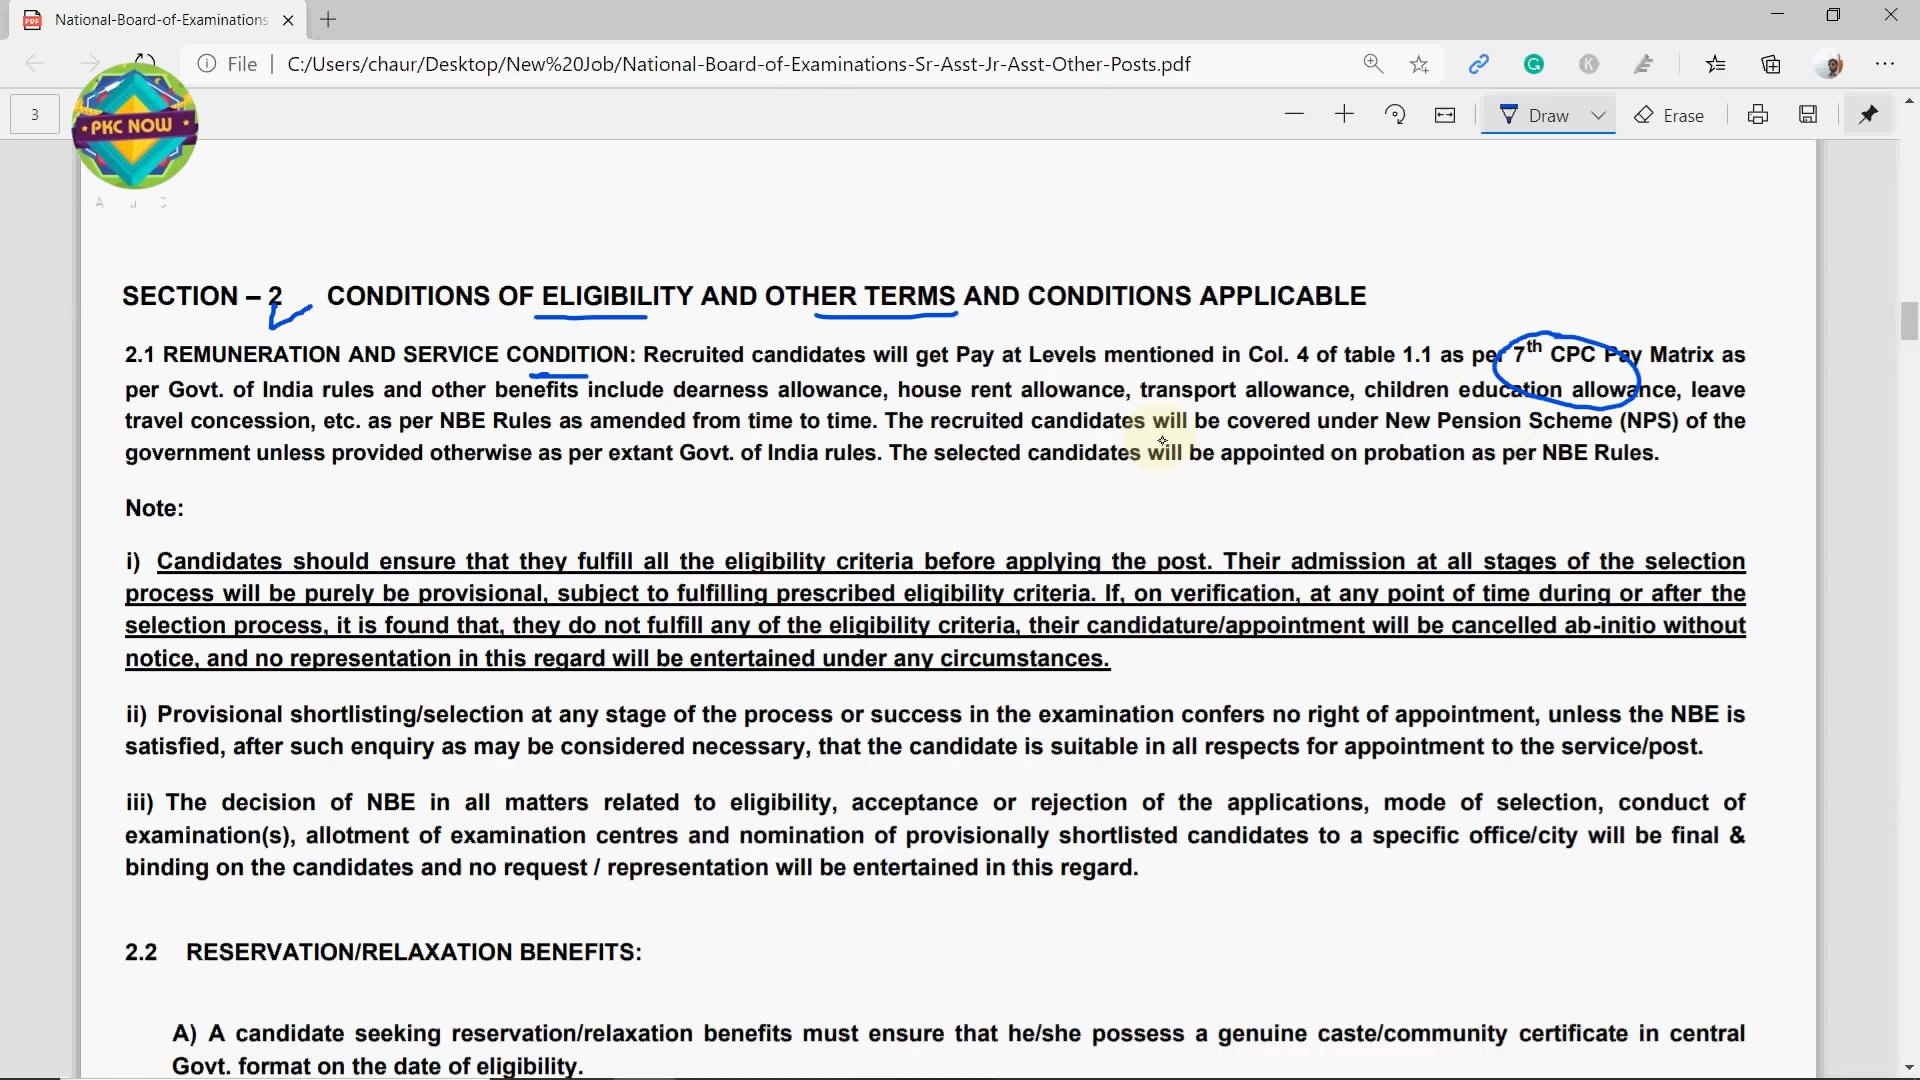 National-Board-of-Examinations
File
C:/Users/chaur/Desktop/New%20Job/National-Board-of-Examinations-Sr-Asst-Jr-Asst-Other-Posts.pdf
3
PKC NOW
Draw
Erase
SECTION – 2 CONDITIONS OF ELIGIBILITY AND OTHER TERMS AND CONDITIONS APPLICABLE
2.1 REMUNERATION AND SERVICE CONDITION: Recruited candidates will get Pay at Levels mentioned in Col. 4 of table 1.1 as per 7th CPC Pay Matrix as
per Govt. of India rules and other benefits include dearness allowance, house rent allowance, transport allowance, children education allowance, leave
travel concession, etc. as per NBE Rules as amended from time to time. The recruited candidates will be covered under New Pension Scheme (NPS) of the
government unless provided otherwise as per extant Govt. of India rules. The selected candidates will be appointed on probation as per NBE Rules.
Note:
i) Candidates should ensure that they fulfill all the eligibility criteria before applying the post. Their admission at all stages of the selection
process will be purely be provisional, subject to fulfilling prescribed eligibility criteria. If, on verification, at any point of time during or after the
selection process, it is found that, they do not fulfill any of the eligibility criteria, their candidature/appointment will be cancelled ab-initio without
notice, and no representation in this regard will be entertained under any circumstances.
ii) Provisional shortlisting/selection at any stage of the process or success in the examination confers no right of appointment, unless the NBE is
satisfied, after such enquiry as may be considered necessary, that the candidate is suitable in all respects for appointment to the service/post.
iii) The decision of NBE in all matters related to eligibility, acceptance or rejection of the applications, mode of selection, conduct of
examination(s), allotment of examination centres and nomination of provisionally shortlisted candidates to a specific office/city will be final &
binding on the candidates and no request / representation will be entertained in this regard.
2.2 RESERVATION/RELAXATION BENEFITS:
A) A candidate seeking reservation/relaxation benefits must ensure that he/she possess a genuine caste/community certificate in central
Govt. format on the date of eligibility.